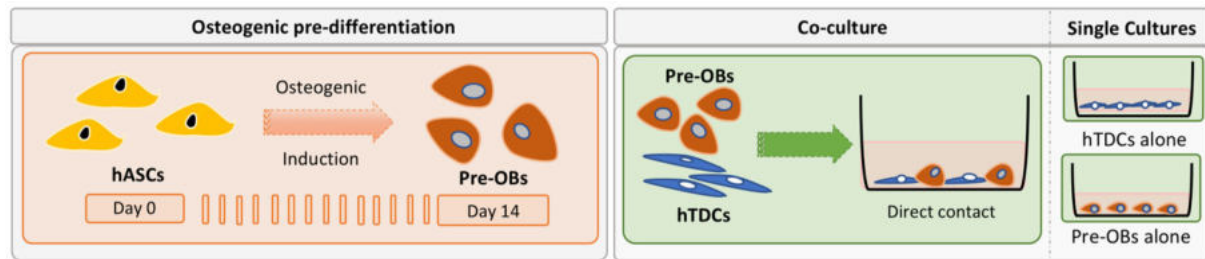 Osteogenic pre-differentiation
hASCs
Osteogenic
Induction
Pre-OBs
Day 0
Day 14
Co-culture
Pre-OBs
hTDCs
Direct contact
Single Cultures
hTDCs alone
Pre-OBs alone